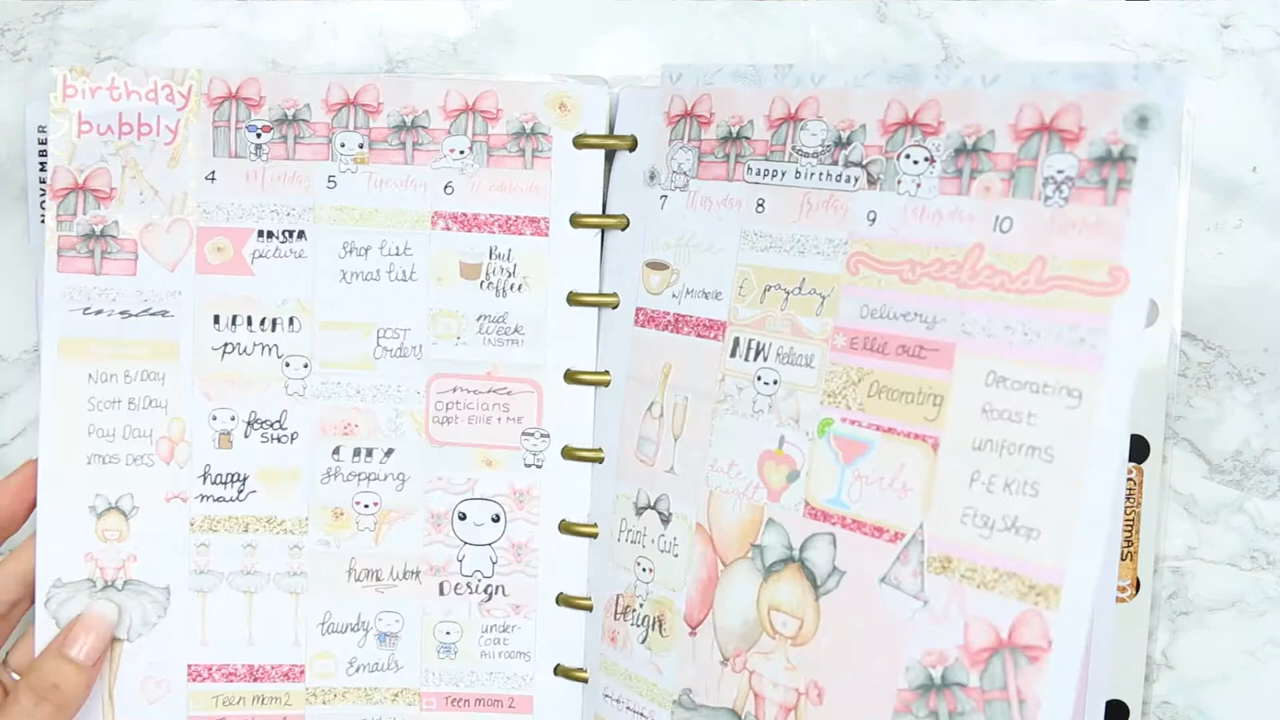 NOVEMBER
birthday
bubbly
insta
Nan B/Day
Scott B/Day
Pay Day
xmas Decs
4 Monday
INSTA
picture
UPLOAD
pwm
food
SHOP
happy
mail
Teen Mom 2
5 Tuesday
Shop list
Xmas list
POST
Orders
CITY
Shopping
home Work
laundry
Emails
6 Wednesday
But
first
coffee
mid
week
INSTA!
make
Opticians
appt. Ellie + ME
Design
under-
Coat
All rooms
Teen mom 2
happy birthday
7 Thursday
coffee
w/Michelle
Print + Cut
Design
8 friday
£ payday!
NEW Release
date
night
9 Saturday
weekend
Delivery
Ellie out
Decorating
girls
10
Decorating
Roast
uniforms
P.E Kits
Etsy Shop
CHRISTMAS